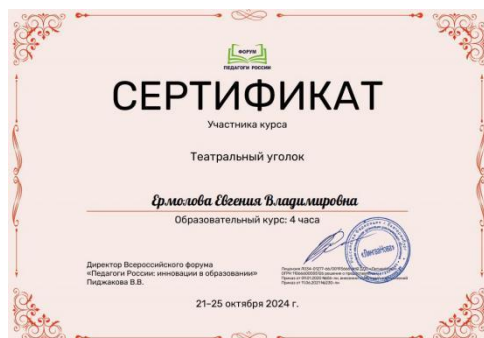 ФОРУМ
ПЕДАГОГИ РОССИИ
СЕРТИФИКАТ
Участника курса
Театральный уголок
Ермолова Евгения Владимировна
Образовательный курс: 4 часа
Директор Всероссийского форума
«Педагоги России: инновации в образовании»
Пиджакова В.В.
21–25 октября 2024 г.